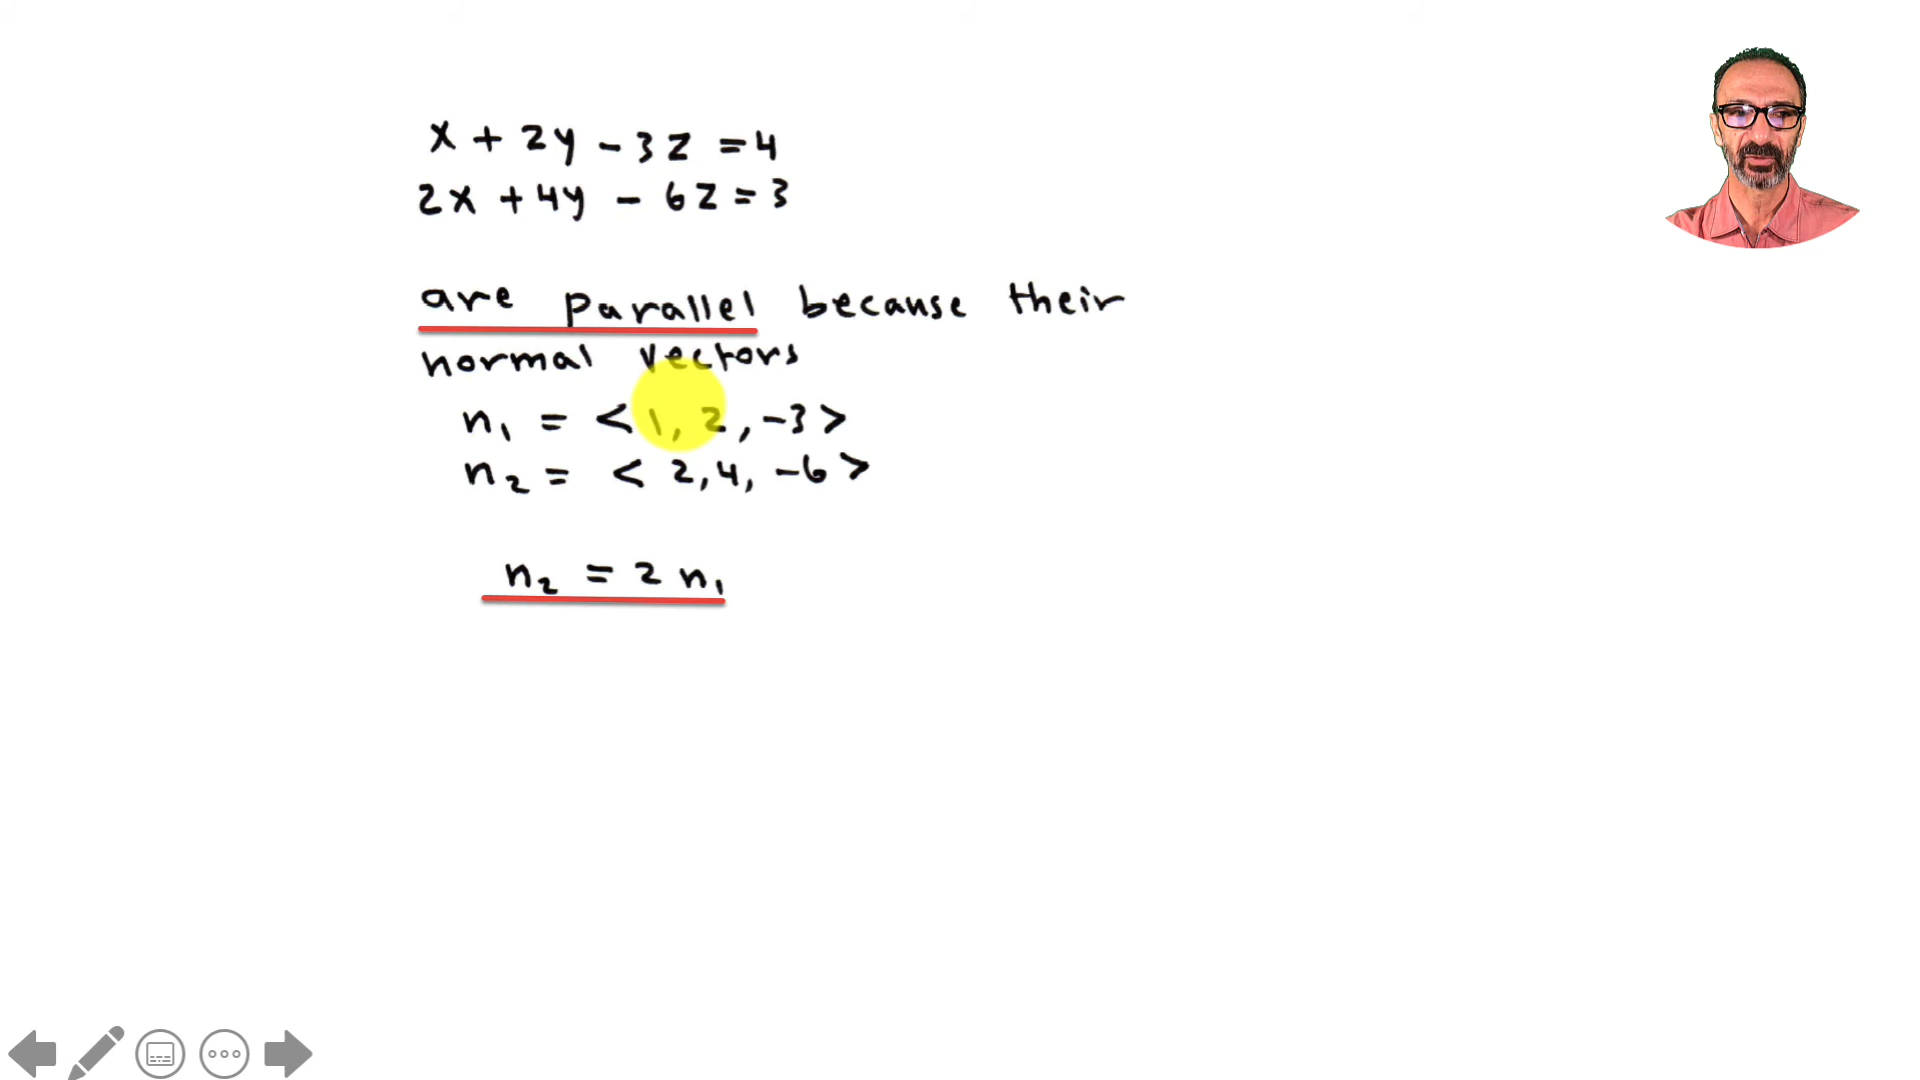 x + 2y - 3z = 4
2x + 4y - 6z = 3
are parallel because their
normal vectors
n₁ = < 1, 2, -3 >
n₂ = < 2, 4, -6 >
n₂ = 2 n₁